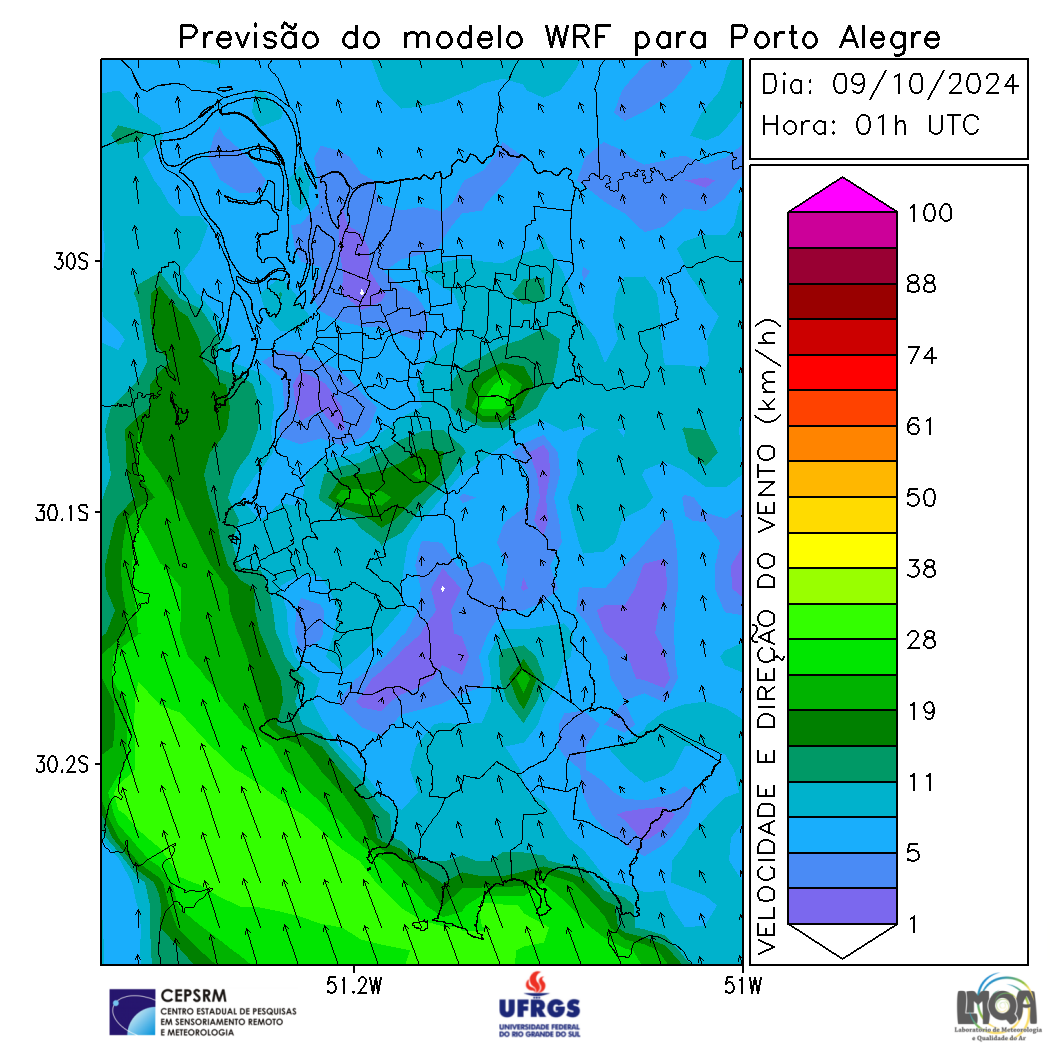 Previsão do modelo WRF para Porto Alegre
Dia: 09/10/2024
Hora: 01h UTC
30S
30.1S
30.2S
51.2W
51W
VELOCIDADE E DIREÇÃO DO VENTO (km/h)
100
88
74
61
50
38
28
19
11
5
1
CEPSRM
CENTRO ESTADUAL DE PESQUISAS
EM SENSORIAMENTO REMOTO
E METEOROLOGIA
UFRGS
UNIVERSIDADE FEDERAL
DO RIO GRANDE DO SUL
LMQA
Laboratório de Meteorologia
e Qualidade do Ar